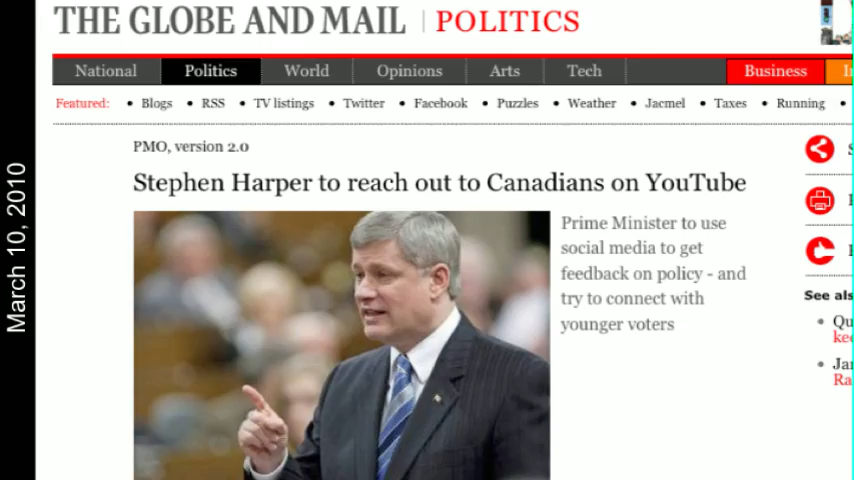 THE GLOBE AND MAIL | POLITICS
National Politics World Opinions Arts Tech Business
Featured: • Blogs • RSS • TV listings • Twitter • Facebook • Puzzles • Weather • Jacmel • Taxes • Running •
PMO, version 2.0
Stephen Harper to reach out to Canadians on YouTube
Prime Minister to use
social media to get
feedback on policy - and
try to connect with
younger voters
See als
March 10, 2010